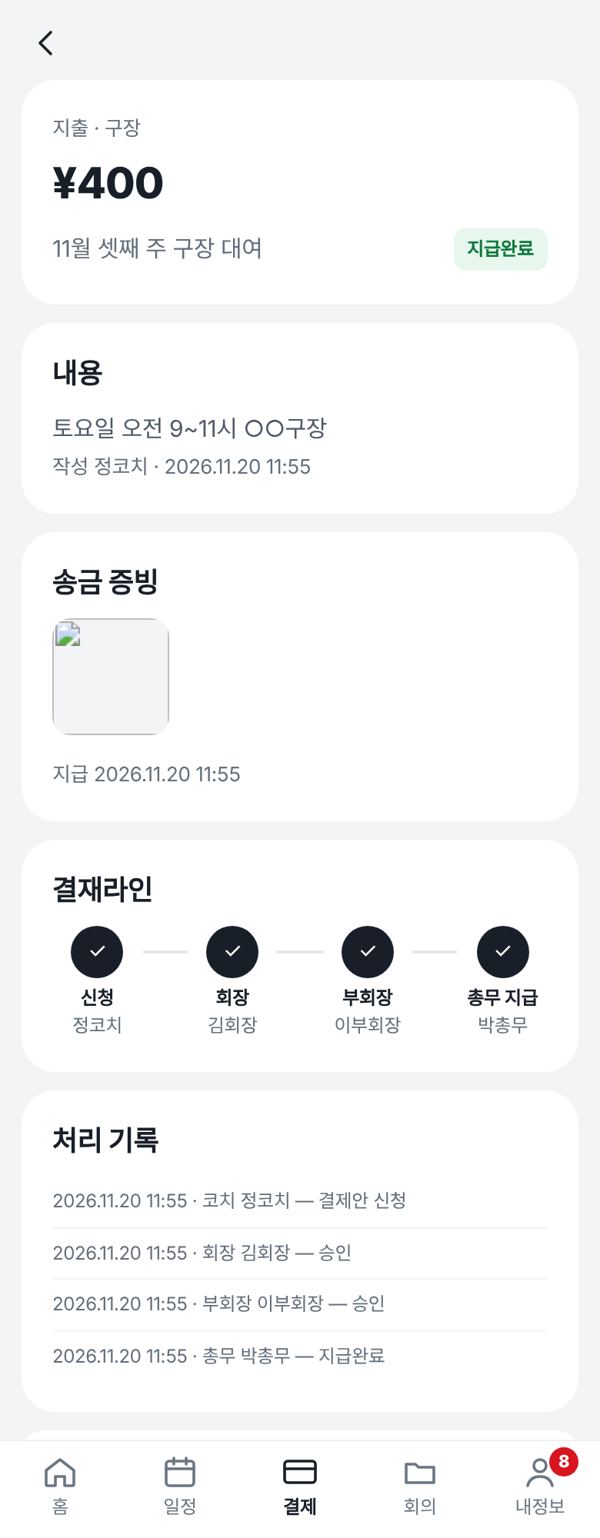 지출 · 구장
¥400
11월 셋째 주 구장 대여
지급완료
내용
토요일 오전 9~11시 ○○구장
작성 정코치 · 2026.11.20 11:55
송금 증빙
지급 2026.11.20 11:55
결재라인
신청 회장 부회장 총무 지급
정코치 김회장 이부회장 박총무
처리 기록
2026.11.20 11:55 · 코치 정코치 — 결제안 신청
2026.11.20 11:55 · 회장 김회장 — 승인
2026.11.20 11:55 · 부회장 이부회장 — 승인
2026.11.20 11:55 · 총무 박총무 — 지급완료
8
홈 일정 결제 회의 내정보